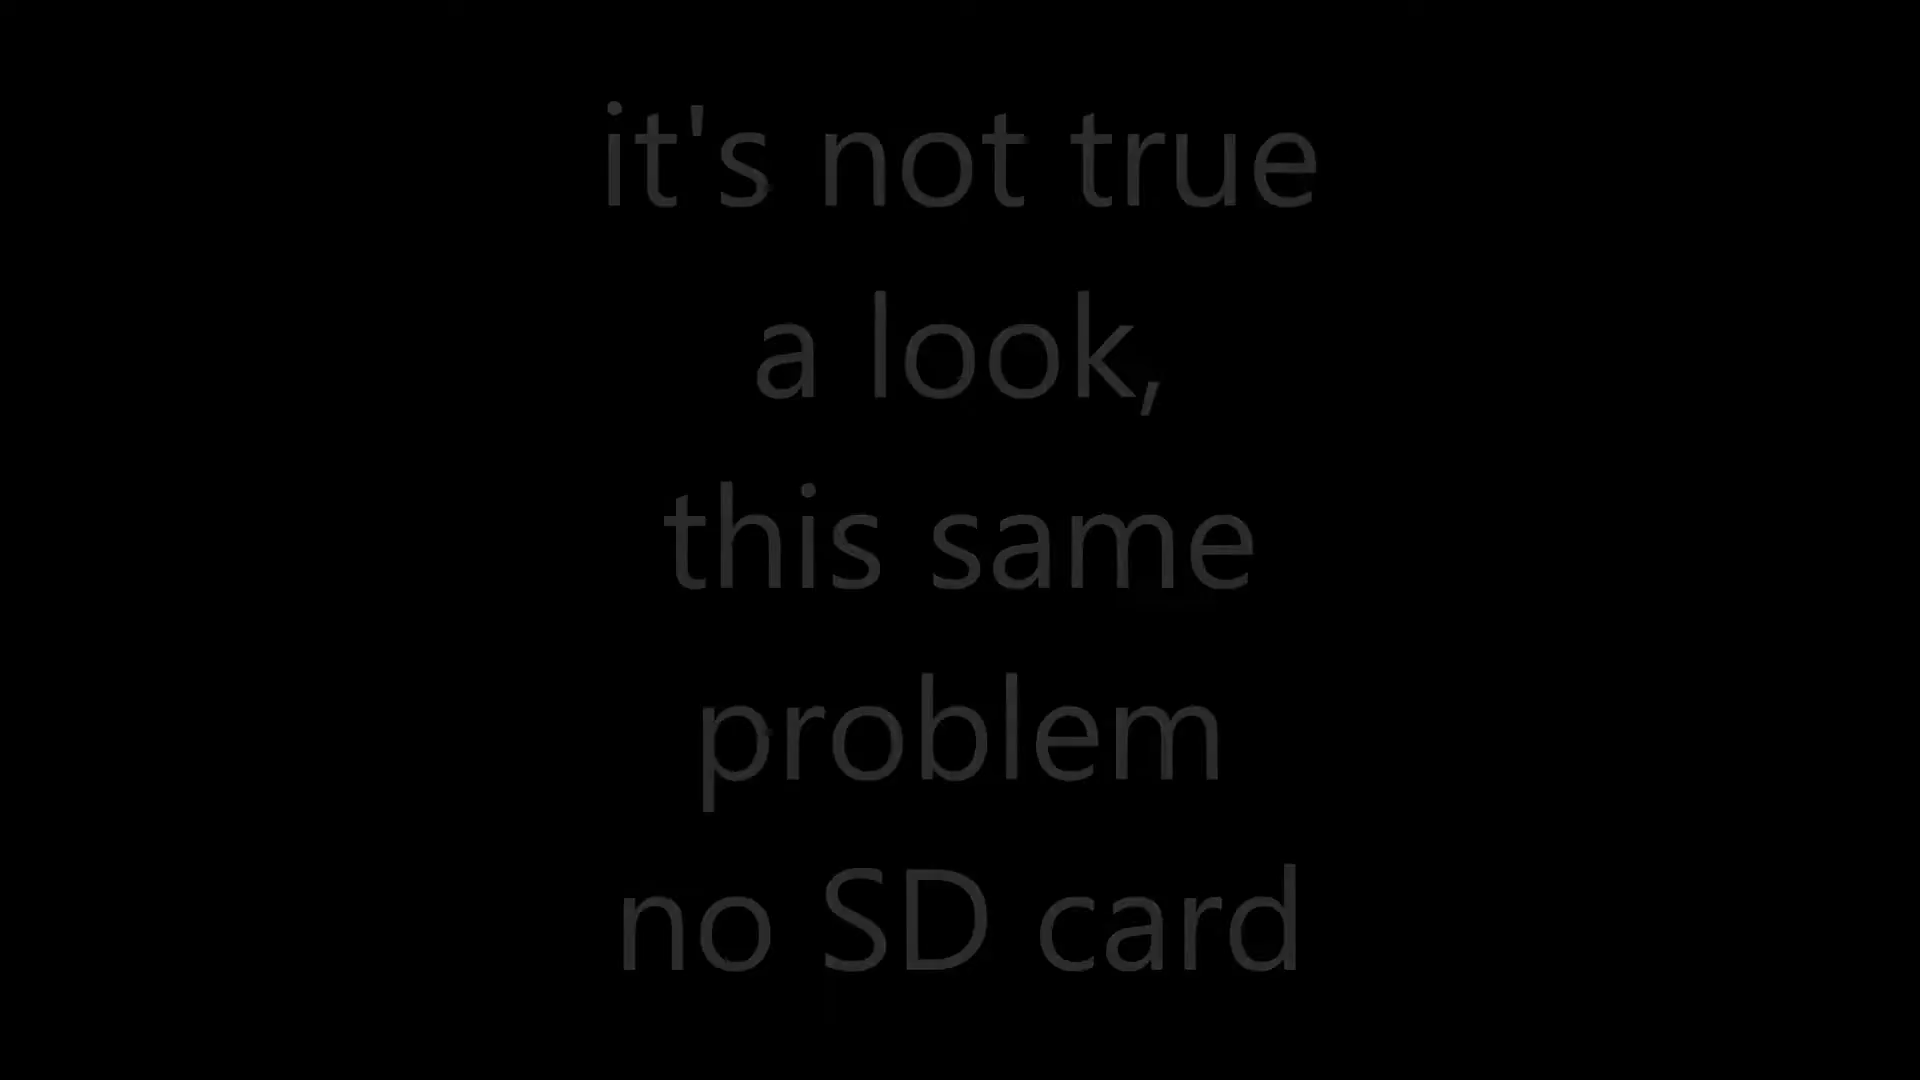 it's not true
a look,
this same
problem
no SD card